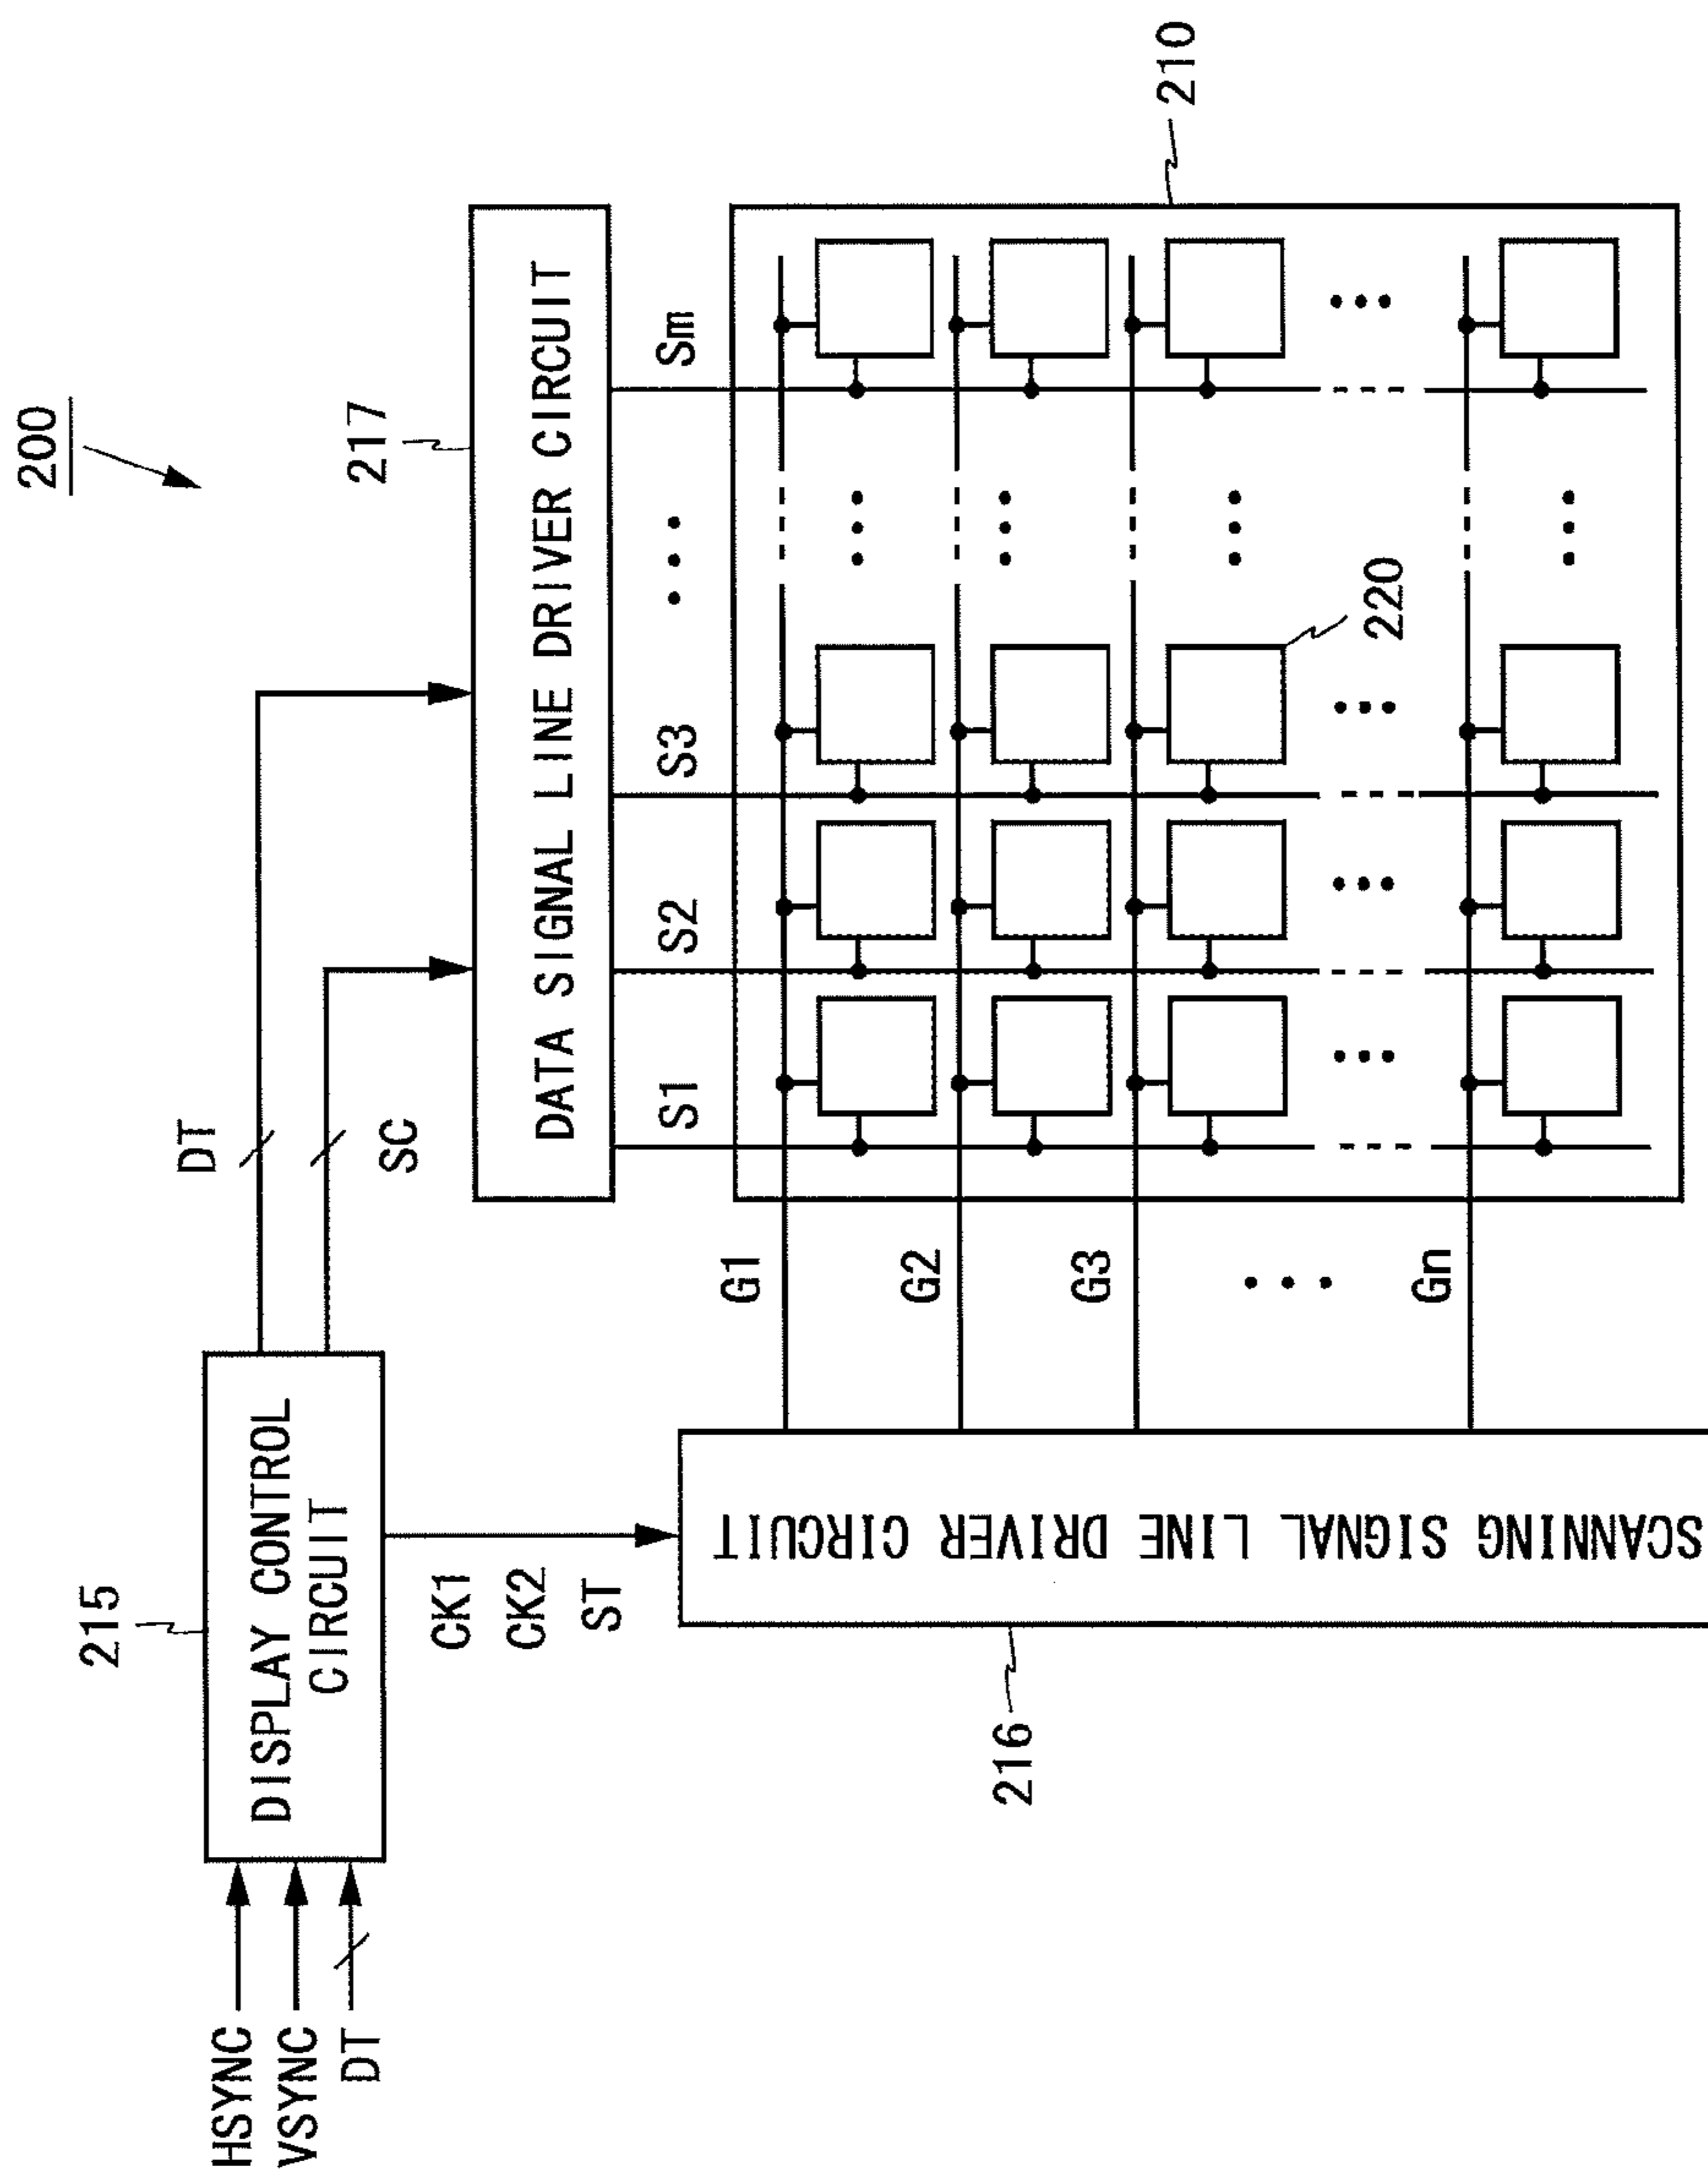 200
215
HSYNC
VSYNC
DT
DISPLAY CONTROL
CIRCUIT
DT
SC
217
DATA SIGNAL LINE DRIVER CIRCUIT
CK1
CK2
ST
S1
S2
S3
...
Sm
G1
G2
G3
...
Gn
216
SCANNING SIGNAL LINE DRIVER CIRCUIT
220
210